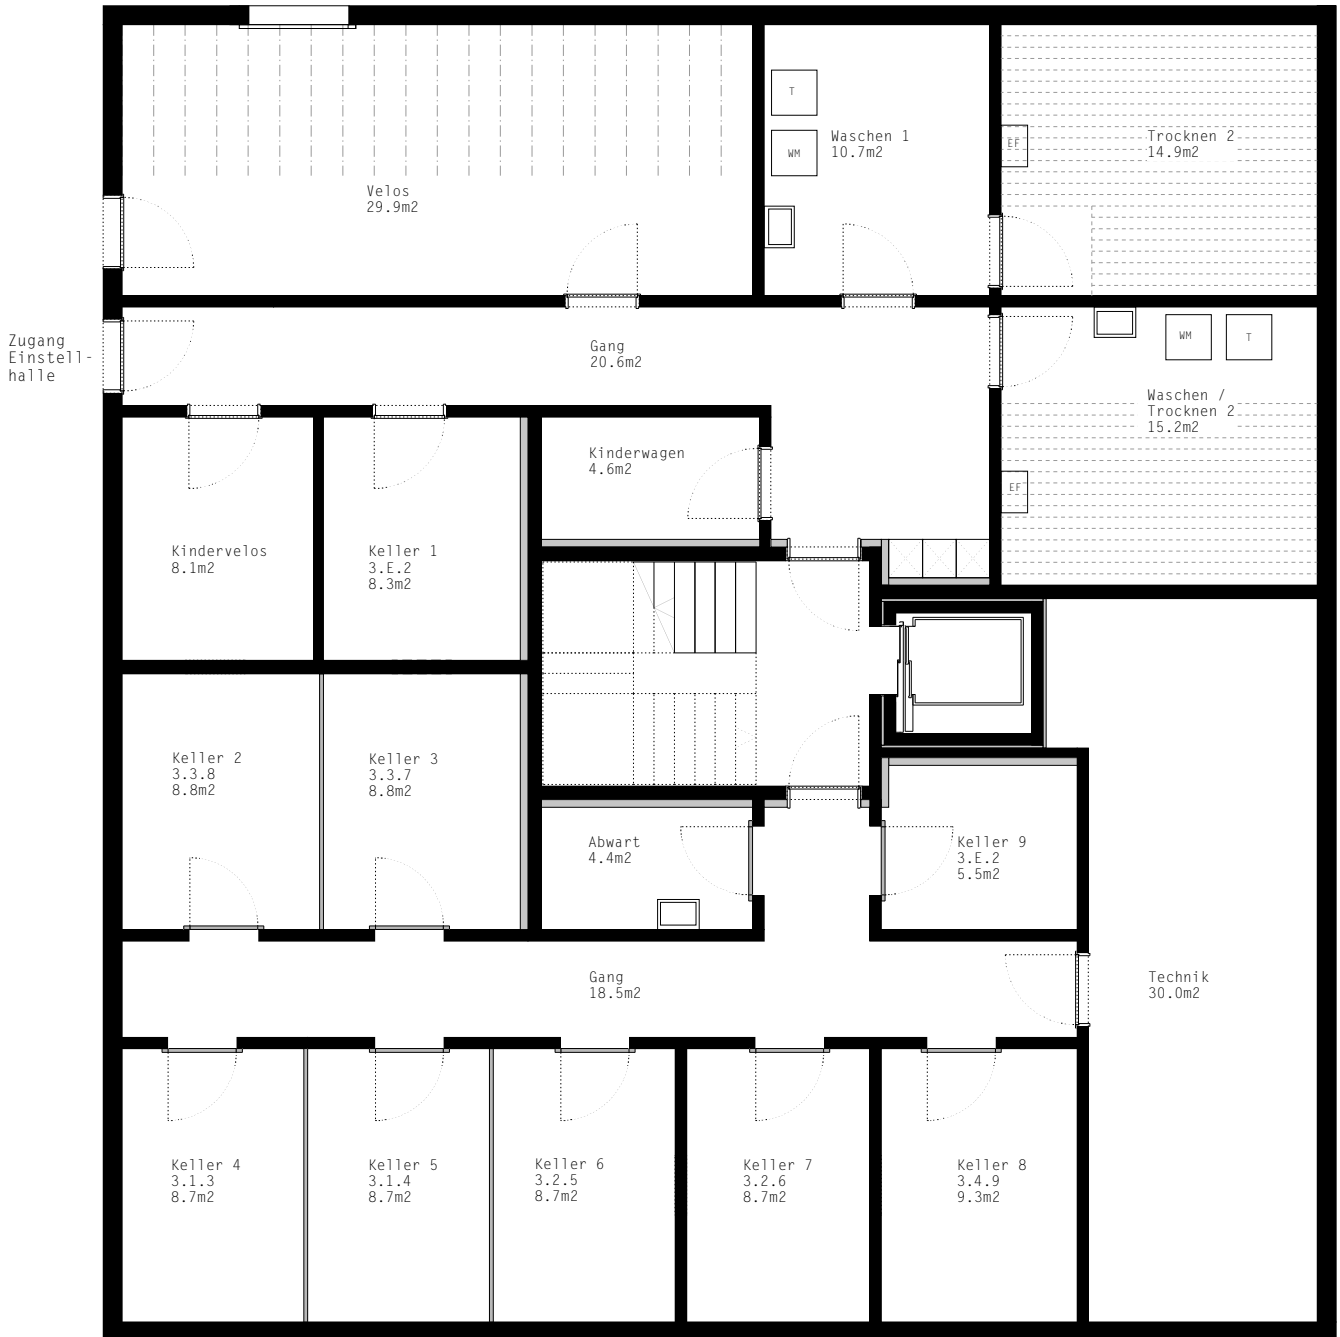 T
WM
Waschen 1
10.7m2
EF
Trocknen 2
14.9m2
Velos
29.9m2
Zugang
Einstell-
halle
Gang
20.6m2
WM
T
Waschen /
Trocknen 2
15.2m2
EF
Kinderwagen
4.6m2
Kindervelos
8.1m2
Keller 1
3.E.2
8.3m2
Keller 2
3.3.8
8.8m2
Keller 3
3.3.7
8.8m2
Abwart
4.4m2
Keller 9
3.E.2
5.5m2
Gang
18.5m2
Technik
30.0m2
Keller 4
3.1.3
8.7m2
Keller 5
3.1.4
8.7m2
Keller 6
3.2.5
8.7m2
Keller 7
3.2.6
8.7m2
Keller 8
3.4.9
9.3m2